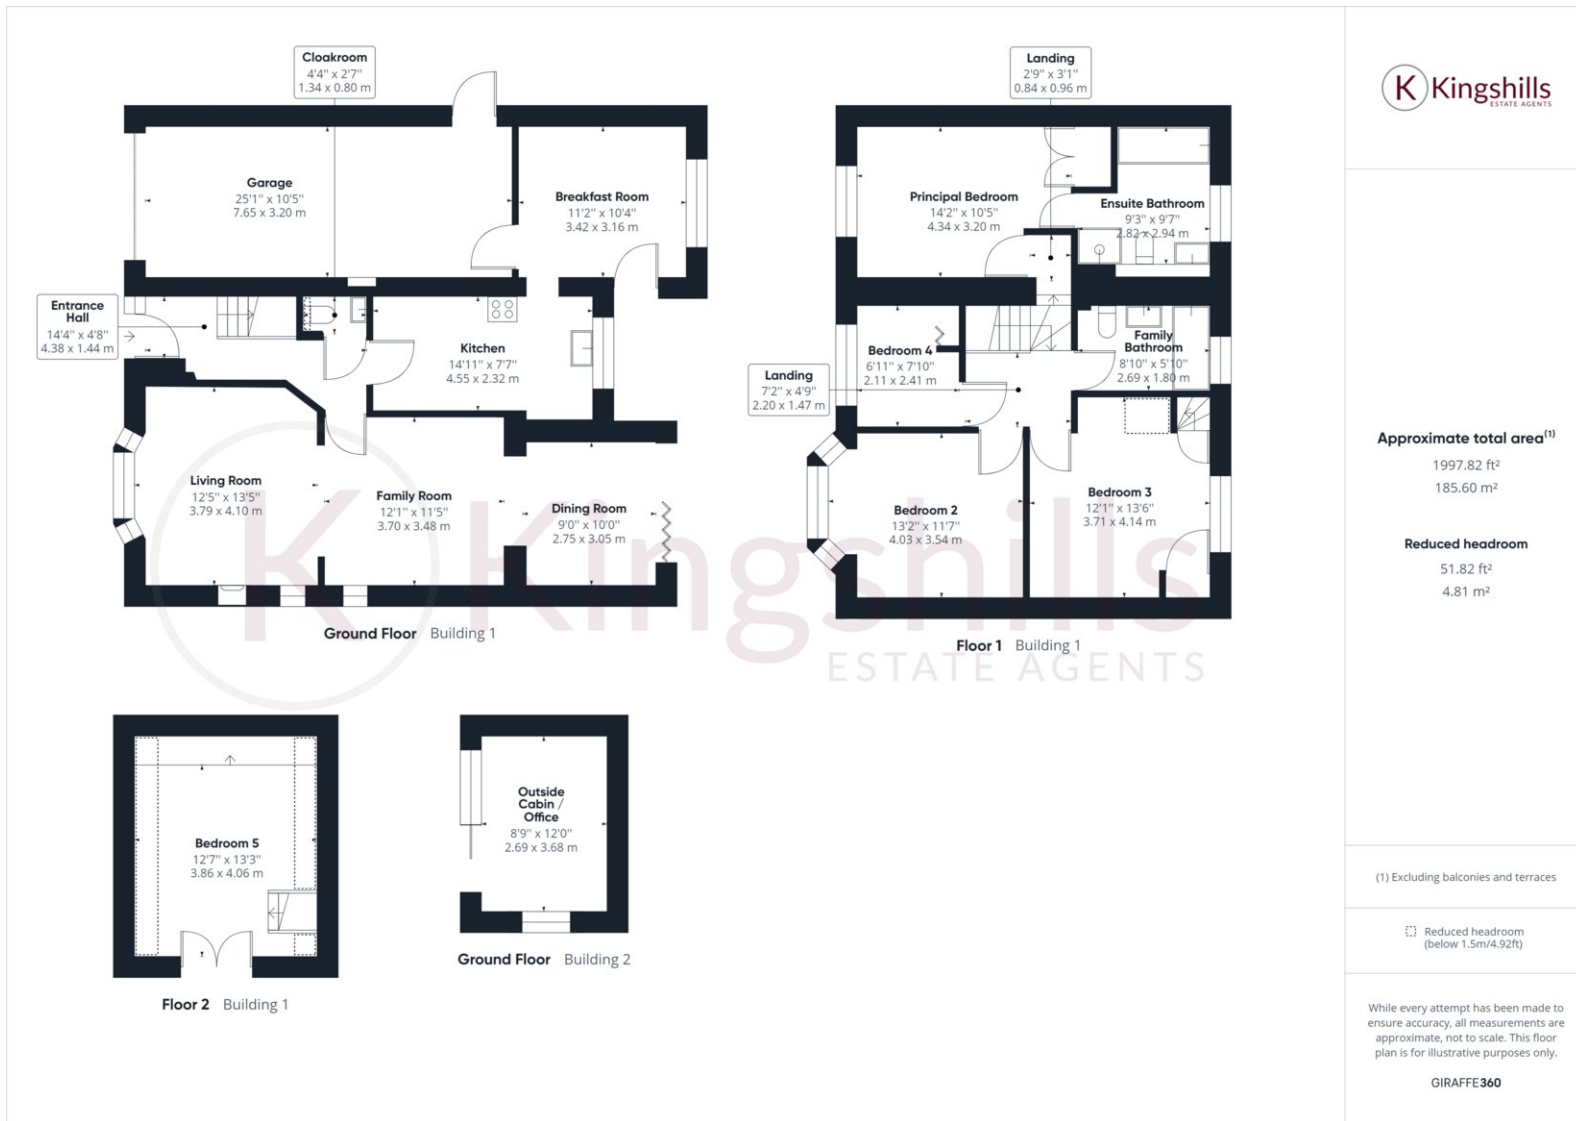 Cloakroom
4'4" x 2'7"
1.34 x 0.80 m
Garage
25'1" x 10'5"
7.65 x 3.20 m
Breakfast Room
11'2" x 10'4"
3.42 x 3.16 m
Entrance
Hall
14'4" x 4'8"
4.38 x 1.44 m
Kitchen
14'11" x 7'7"
4.55 x 2.32 m
Living Room
12'5" x 13'5"
3.79 x 4.10 m
Family Room
12'1" x 11'5"
3.70 x 3.48 m
Dining Room
9'0" x 10'0"
2.75 x 3.05 m
Ground Floor Building 1
Landing
2'9" x 3'1"
0.84 x 0.96 m
Principal Bedroom
14'2" x 10'5"
4.34 x 3.20 m
Ensuite Bathroom
9'3" x 9'7"
2.82 x 2.94 m
Bedroom 4
6'11" x 7'10"
2.11 x 2.41 m
Family
Bathroom
8'10" x 5'10"
2.69 x 1.80 m
Landing
7'2" x 4'9"
2.20 x 1.47 m
Bedroom 2
13'2" x 11'7"
4.03 x 3.54 m
Bedroom 3
12'1" x 13'6"
3.71 x 4.14 m
Floor 1 Building 1
K Kingshills
ESTATE AGENTS
Bedroom 5
12'7" x 13'3"
3.86 x 4.06 m
Floor 2 Building 1
Outside
Cabin /
Office
8'9" x 12'0"
2.69 x 3.68 m
Ground Floor Building 2
K Kingshills
ESTATE AGENTS
Approximate total area(1)
1997.82 ft²
185.60 m²
Reduced headroom
51.82 ft²
4.81 m²
(1) Excluding balconies and terraces
Reduced headroom
(below 1.5m/4.92ft)
While every attempt has been made to
ensure accuracy, all measurements are
approximate, not to scale. This floor
plan is for illustrative purposes only.
GIRAFFE360